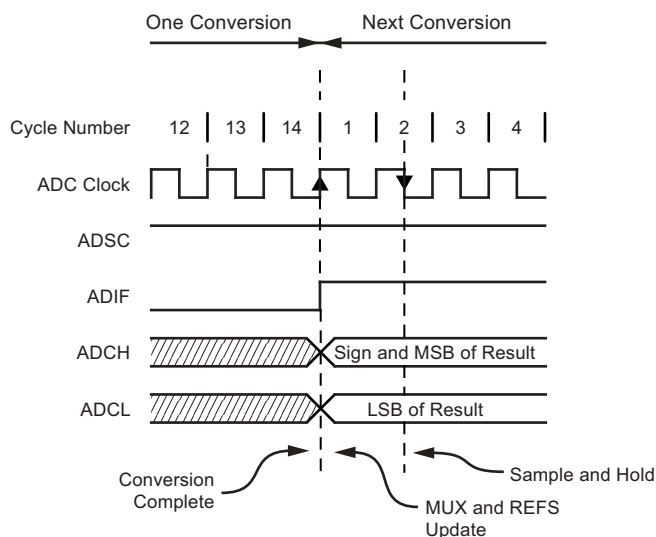 One Conversion Next Conversion
Cycle Number 12 13 14 1 2 3 4
ADC Clock
ADSC
ADIF
ADCH Sign and MSB of Result
ADCL LSB of Result
Conversion
Complete
Sample and Hold
MUX and REFS
Update